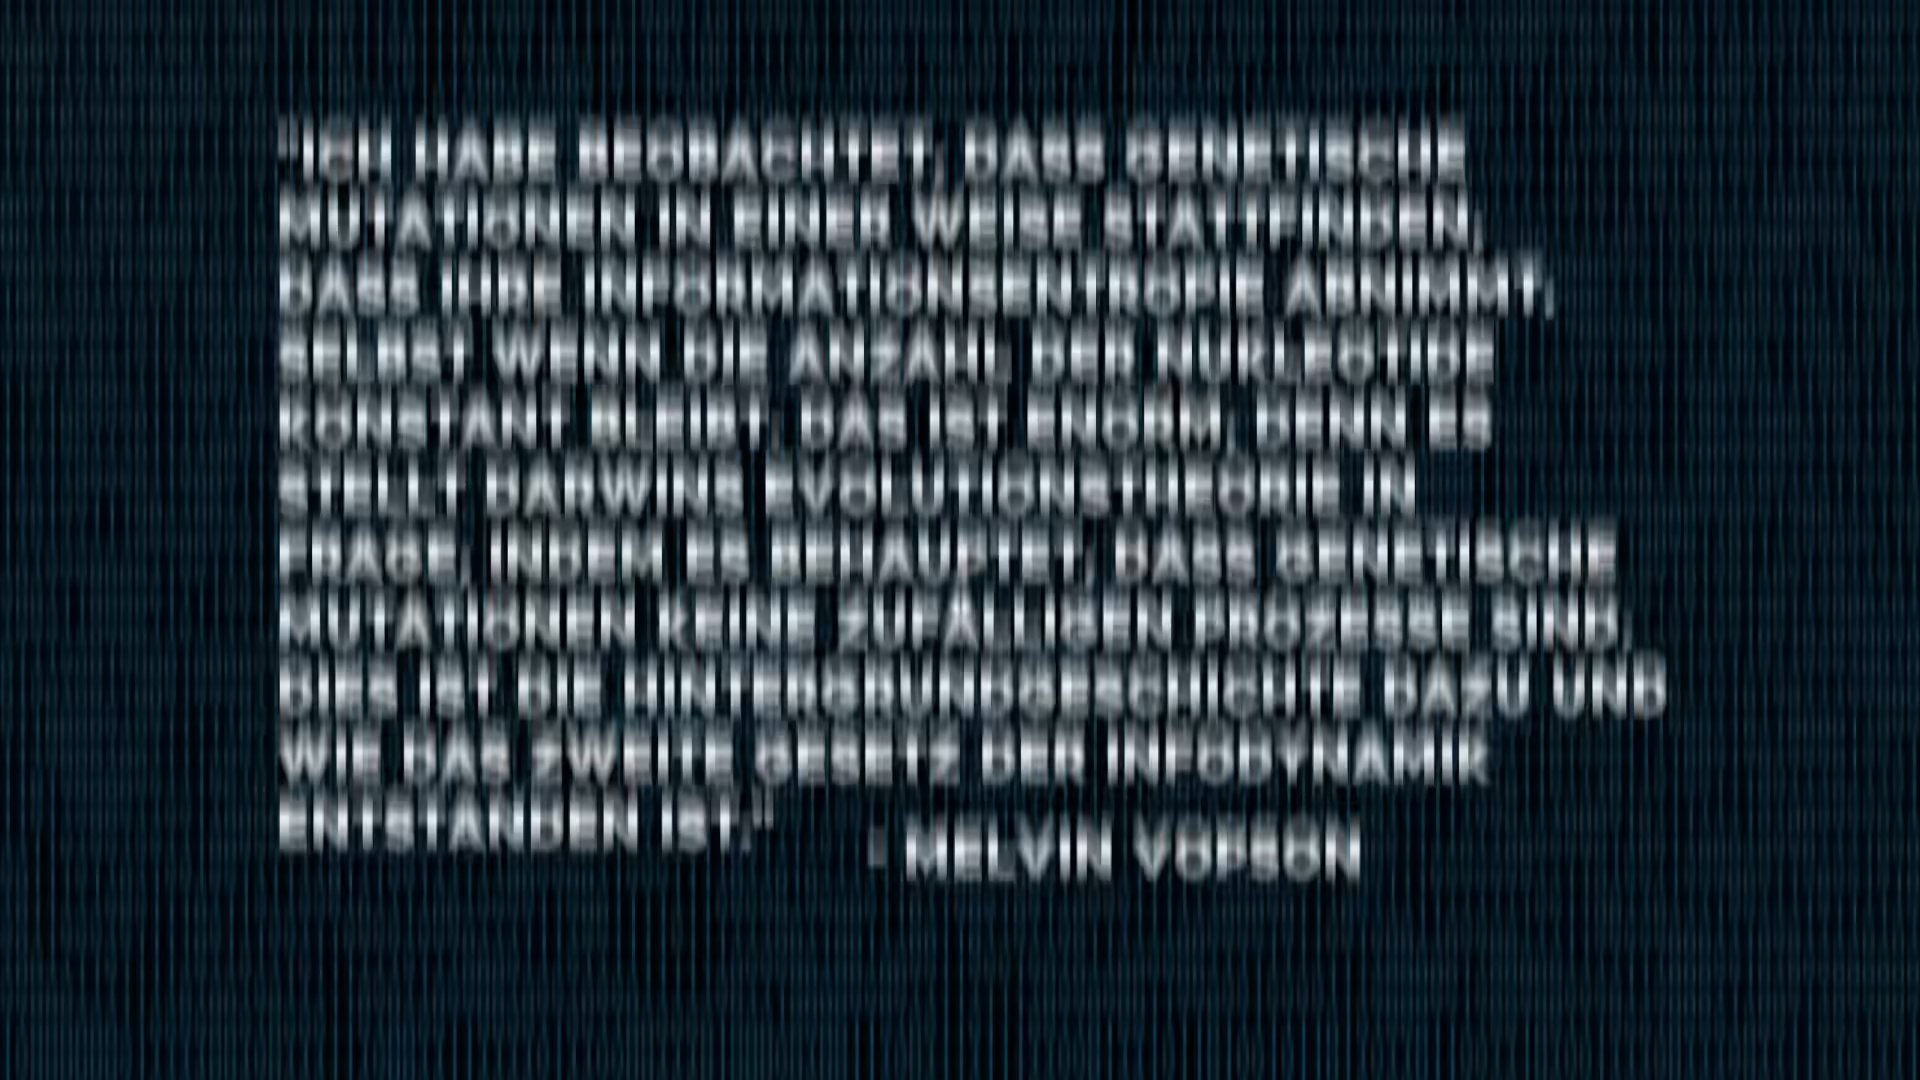 "ICH HABE BEOBACHTET, DASS GENETISCHE
MUTATIONEN IN EINER WEISE STATTFINDEN,
DASS IHRE INFORMATIONSENTROPIE ABNIMMT,
SELBST WENN DIE ANZAHL DER NUKLEOTIDE
KONSTANT BLEIBT. DAS IST ENORM, DENN ES
STELLT DARWINS EVOLUTIONSTHEORIE IN
FRAGE, INDEM ES BEHAUPTET, DASS GENETISCHE
MUTATIONEN KEINE ZUFÄLLIGEN PROZESSE SIND.
DIES IST DIE HINTERGRUNDGESCHICHTE DAZU UND
WIE DAS ZWEITE GESETZ DER INFODYNAMIK
ENTSTANDEN IST."
- MELVIN VOPSON